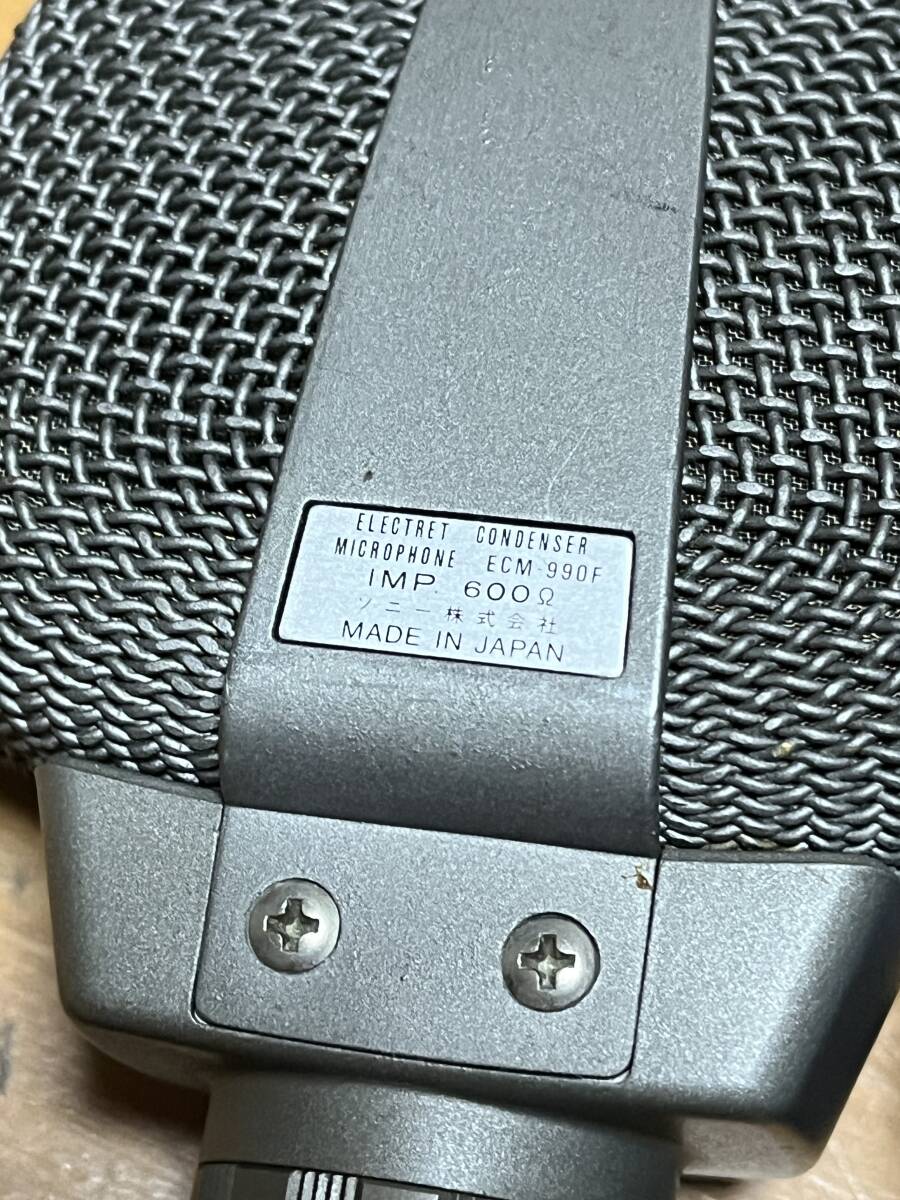 ELECTRET CONDENSER
MICROPHONE ECM-990F
IMP. 600Ω
ソニー株式会社
MADE IN JAPAN